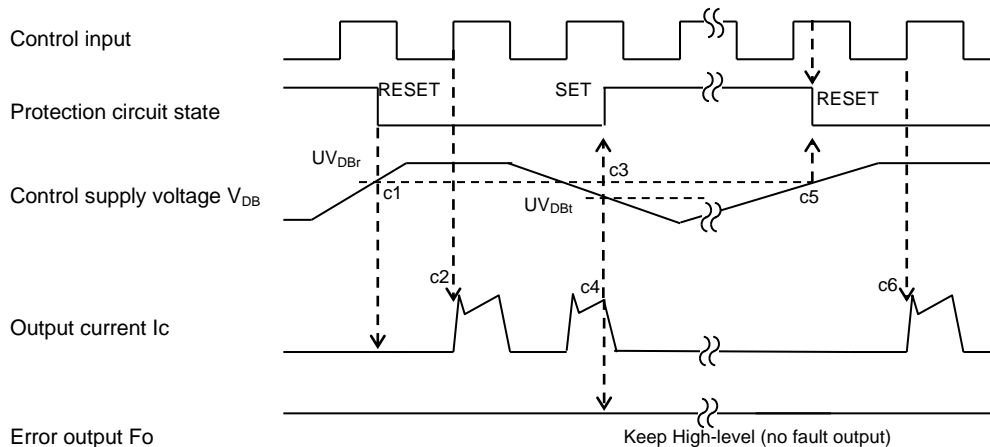 Control input
RESET
SET
RESET
Protection circuit state
UVDBr
c1
c3
c5
Control supply voltage VDB
UVDBt
c2
c4
c6
Output current Ic
Error output Fo
Keep High-level (no fault output)